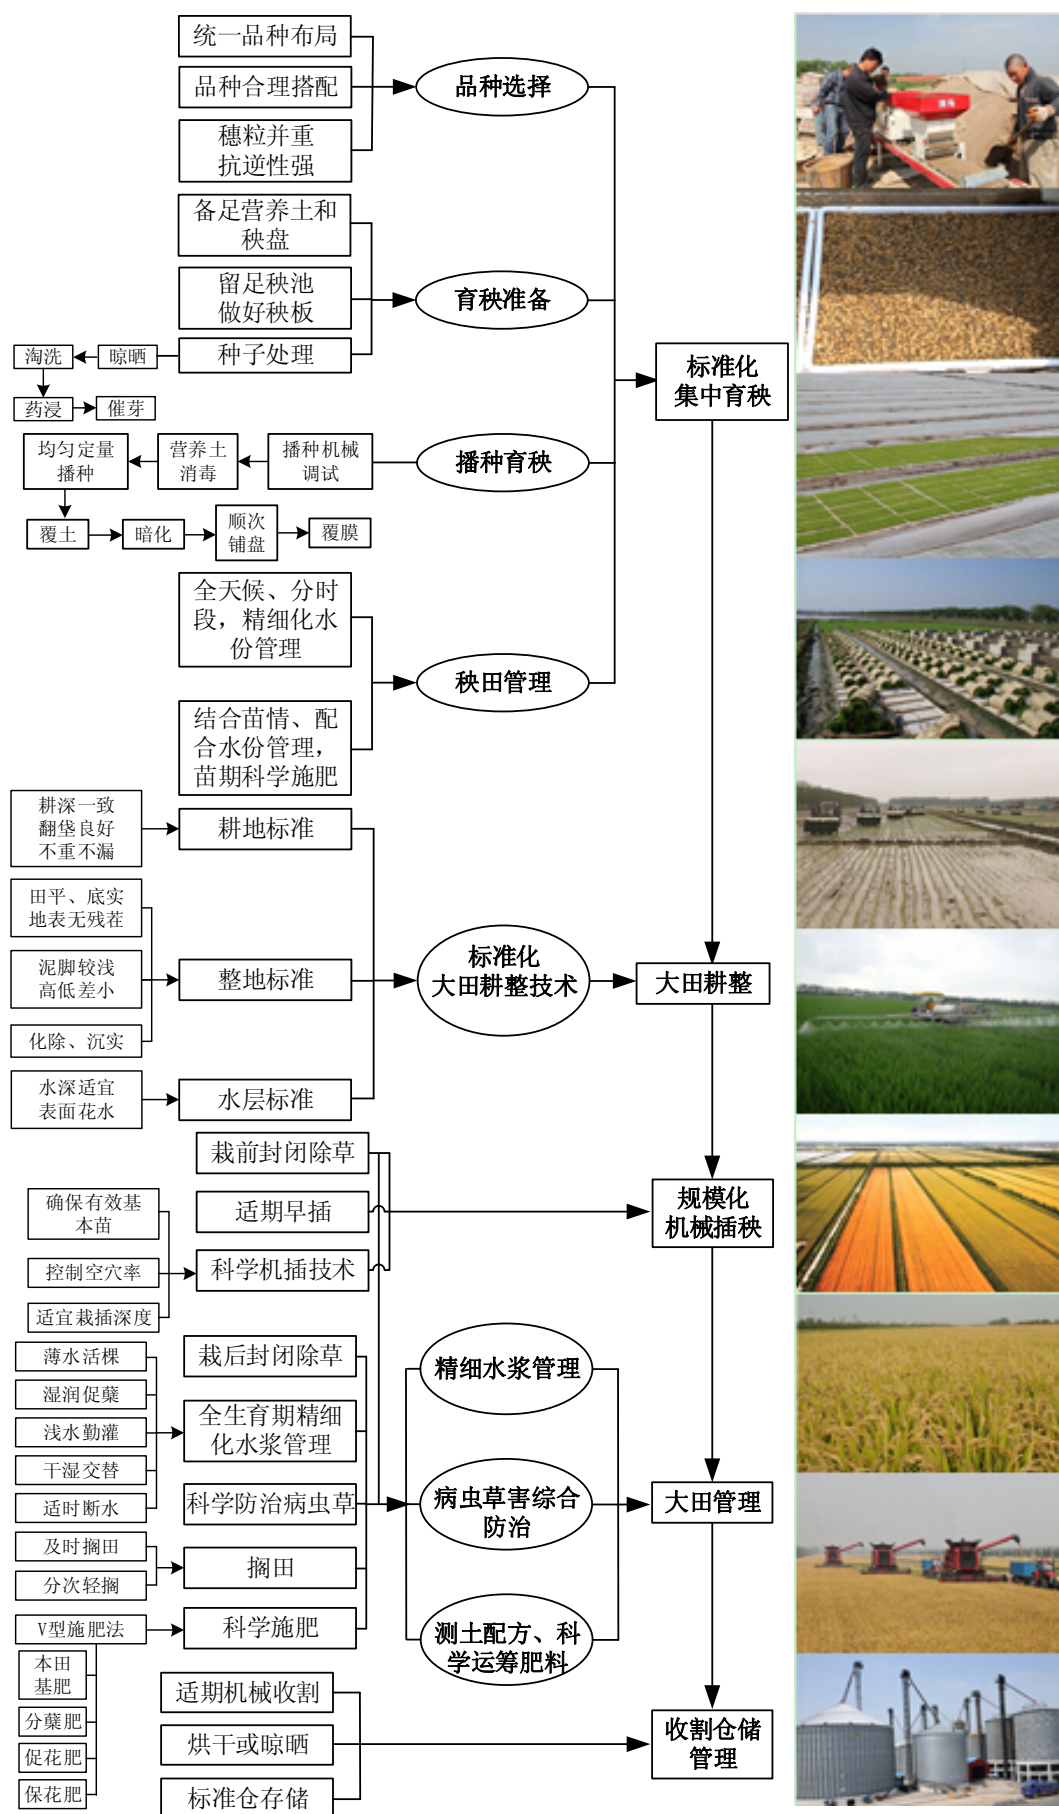 统一品种布局
品种合理搭配
穗粒并重
抗逆性强
品种选择
备足营养土和
秧盘
留足秧池
做好秧板
种子处理
晾晒
淘洗
药浸
催芽
育秧准备
标准化
集中育秧
播种育秧
播种机械
调试
营养土
消毒
均匀定量
播种
覆土
暗化
顺次
铺盘
覆膜
全天候、分时
段，精细化水
份管理
结合苗情、配
合水份管理，
苗期科学施肥
秧田管理
耕深一致
翻垡良好
不重不漏
耕地标准
田平、底实
地表无残茬
泥脚较浅
高低差小
化除、沉实
整地标准
水深适宜
表面花水
水层标准
标准化
大田耕整技术
大田耕整
栽前封闭除草
适期早插
确保有效基
本苗
控制空穴率
适宜栽插深度
科学机插技术
规模化
机械插秧
栽后封闭除草
薄水活棵
湿润促蘖
浅水勤灌
干湿交替
适时断水
全生育期精细
化水浆管理
科学防治病虫草
及时搁田
分次轻搁
搁田
V型施肥法
科学施肥
本田
基肥
分蘖肥
促花肥
保花肥
精细水浆管理
病虫草害综合
防治
测土配方、科
学运筹肥料
大田管理
适期机械收割
烘干或晾晒
标准仓存储
收割仓储
管理